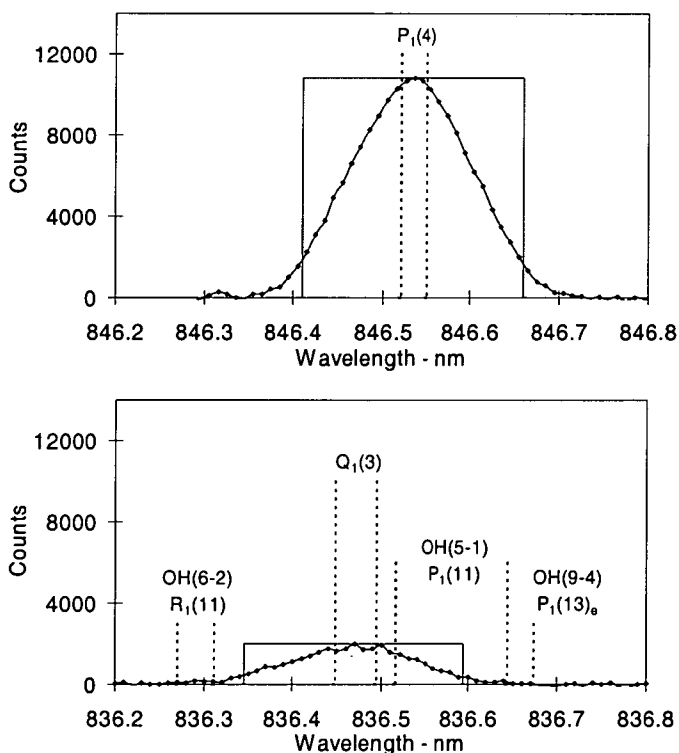 P₁(4)
12000
8000
4000
0
Counts
846.2 846.3 846.4 846.5 846.6 846.7 846.8
Wavelength - nm
12000
8000
4000
0
Counts
Q₁(3)
OH(5-1)
P₁(11)
OH(6-2)
R₁(11)
OH(9-4)
P₁(13)ₑ
836.2 836.3 836.4 836.5 836.6 836.7 836.8
Wavelength - nm